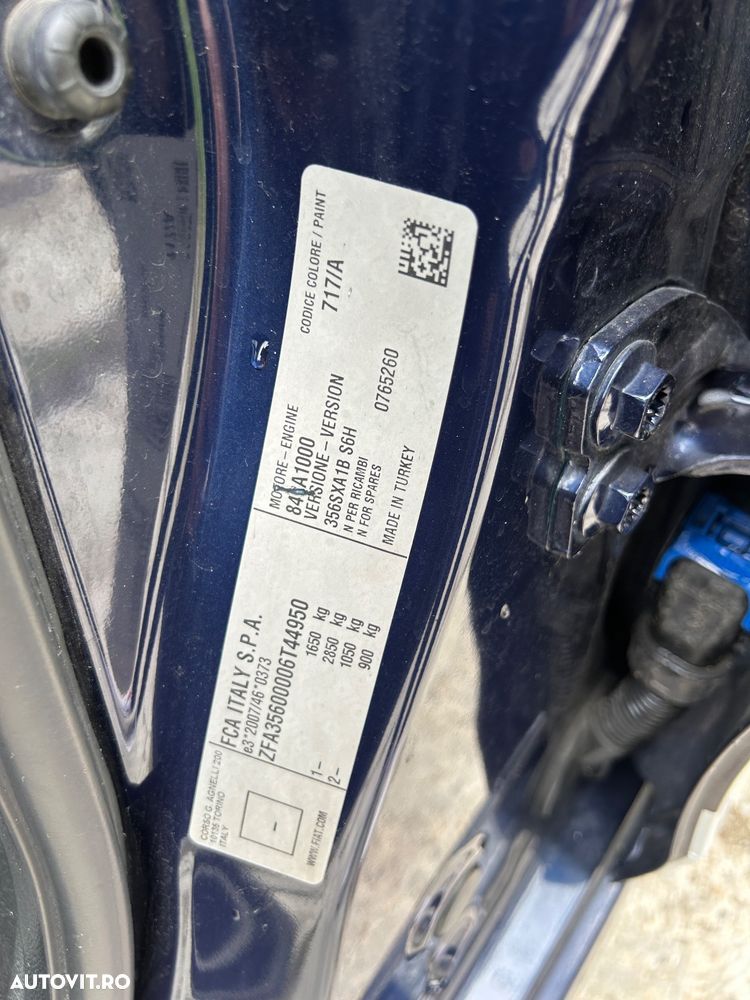 CORSO G. AGNELLI 200
10135 TORINO
ITALY
WWW.FIAT.COM
FCA ITALY S.P.A.
e3*2007/46*0373
ZFA35600006T44950
1650 kg
2850 kg
1– 1050 kg
2– 900 kg
MOTORE – ENGINE
1000
VERSIONE – VERSION
356SXA1B S6H
N PER RICAMBI
N FOR SPARES 0765260
MADE IN TURKEY
CODICE COLORE / PAINT
717/A
AUTOVIT.RO